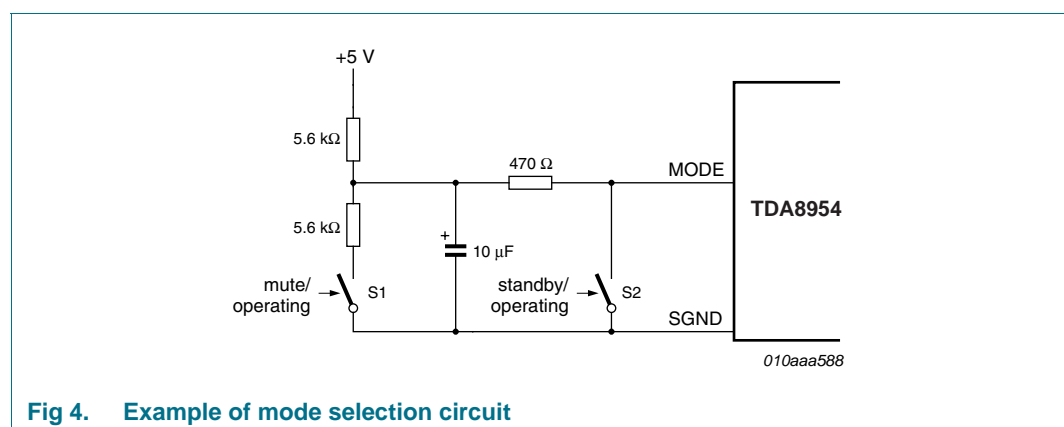 +5 V
5.6 kΩ
470 Ω
MODE
TDA8954
5.6 kΩ
+
10 μF
mute/
operating
S1
standby/
operating
S2
SGND
010aaa588
Fig 4. Example of mode selection circuit